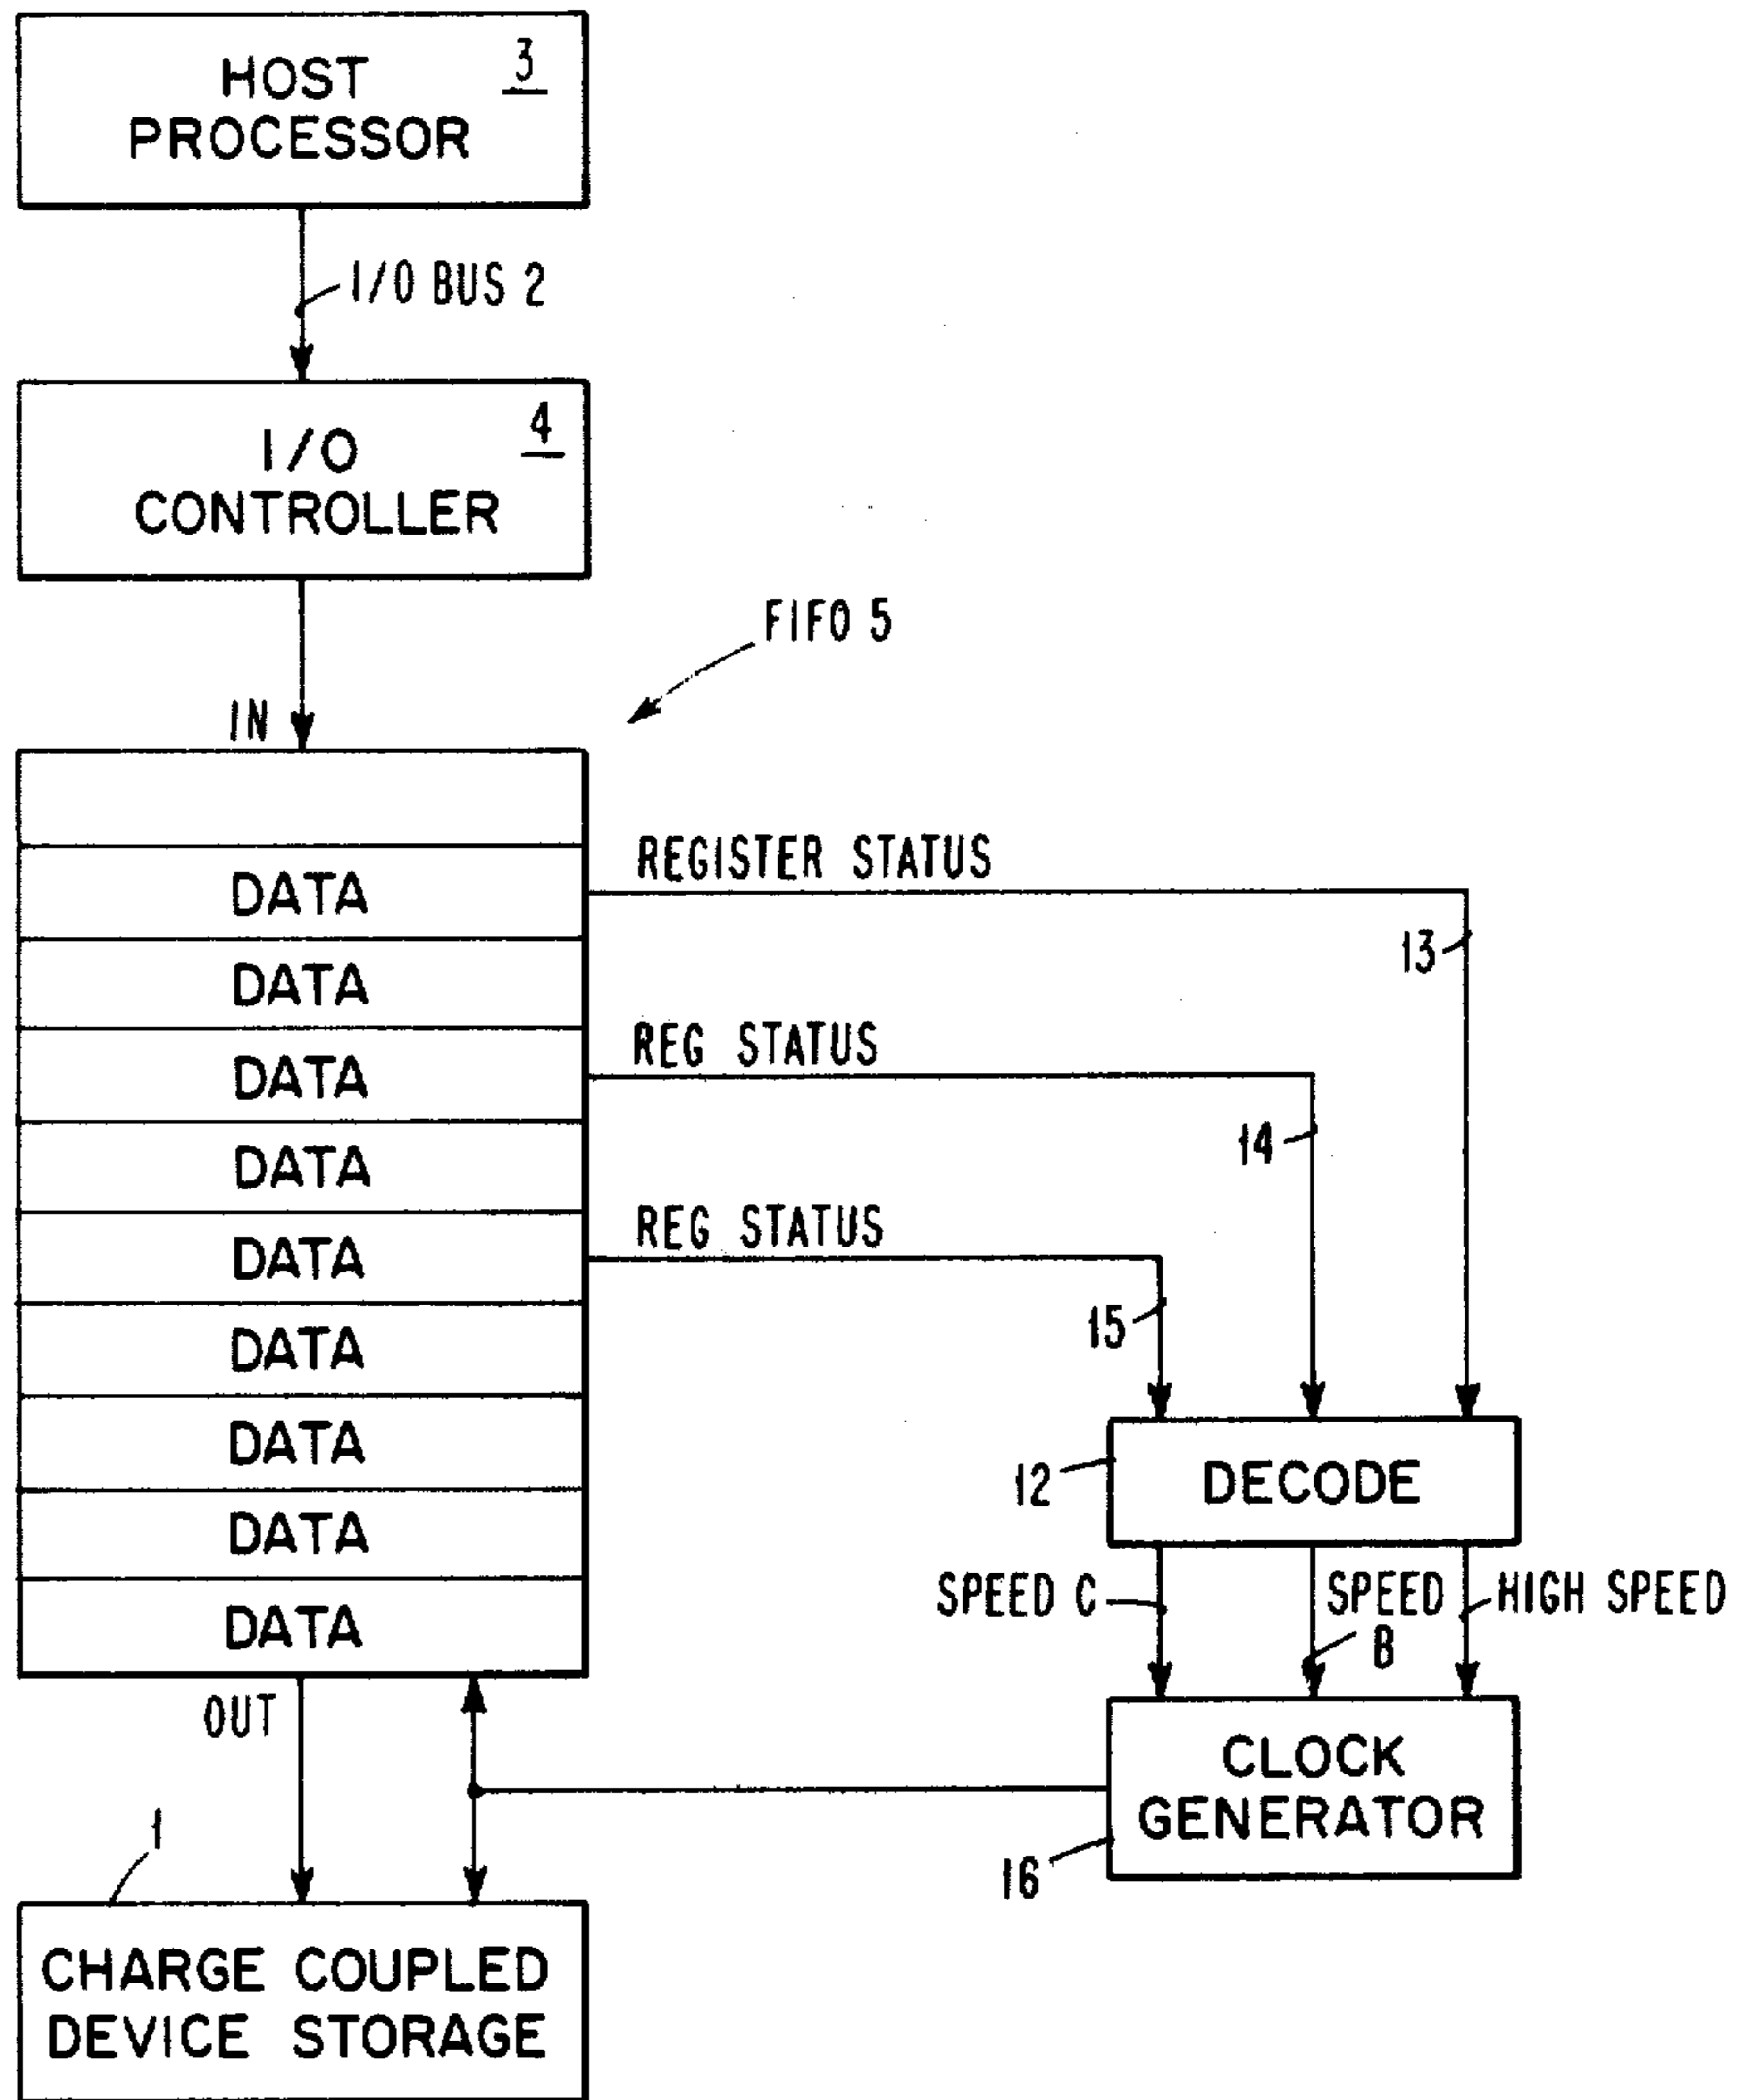 HOST
PROCESSOR
3
I/O BUS 2
I/O
CONTROLLER
4
FIFO 5
IN
REGISTER STATUS
DATA
13
DATA
REG STATUS
DATA
14
DATA
REG STATUS
DATA
15
DATA
DATA
12
DECODE
DATA
SPEED C
SPEED
B
HIGH SPEED
DATA
OUT
CLOCK
GENERATOR
16
1
CHARGE COUPLED
DEVICE STORAGE